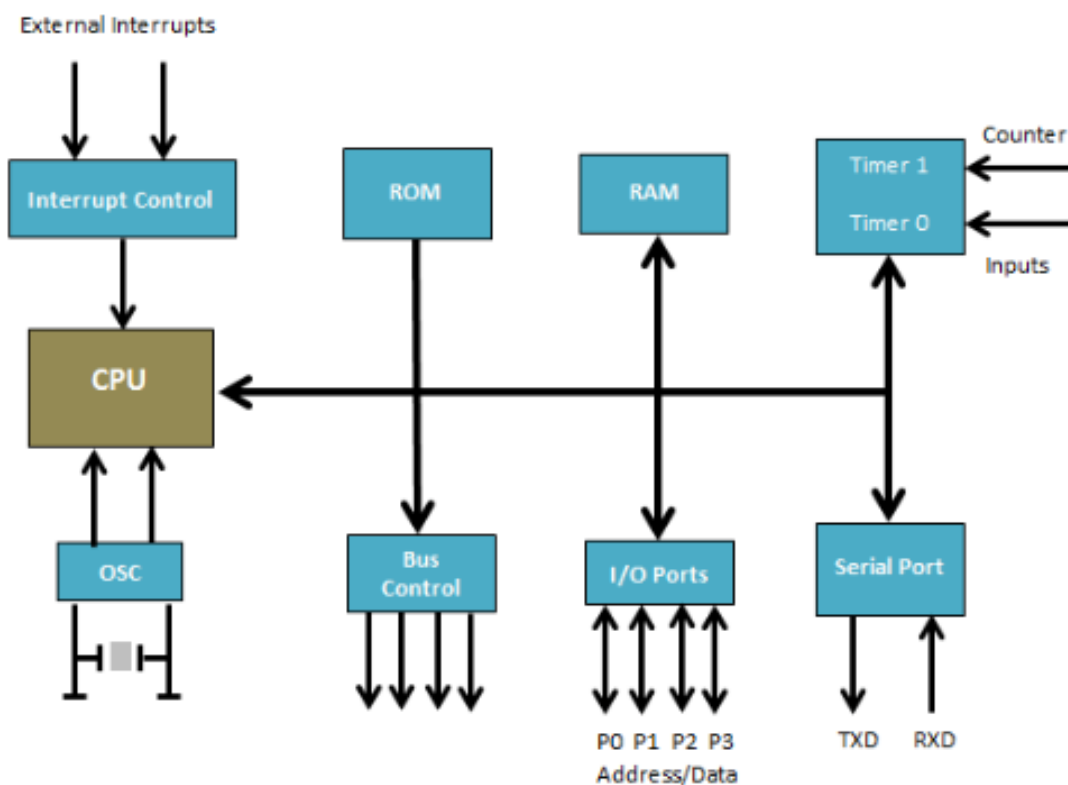 External Interrupts
Counter
Timer 1
Interrupt Control
ROM
RAM
Timer 0
Inputs
CPU
OSC
Bus
Control
I/O Ports
Serial Port
P0 P1 P2 P3
Address/Data
TXD RXD